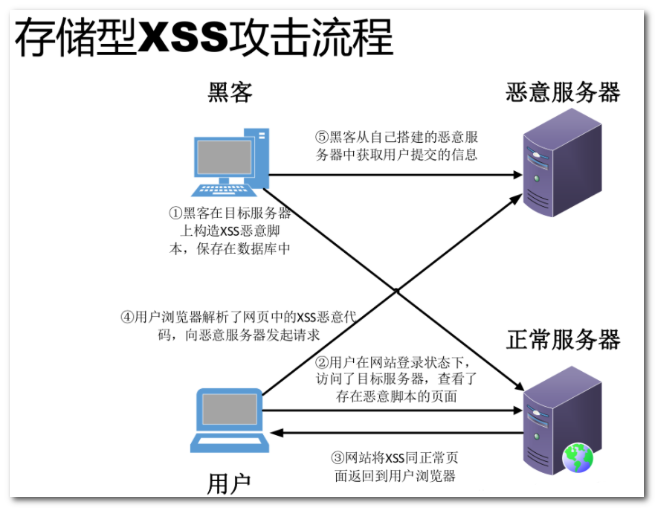 存储型XSS攻击流程
黑客
恶意服务器
⑤黑客从自己搭建的恶意服
务器中获取用户提交的信息
①黑客在目标服务器
上构造XSS恶意脚
本，保存在数据库中
④用户浏览器解析了网页中的XSS恶意代
码，向恶意服务器发起请求
正常服务器
②用户在网站登录状态下，
访问了目标服务器，查看了
存在恶意脚本的页面
③网站将XSS同正常页
面返回到用户浏览器
用户